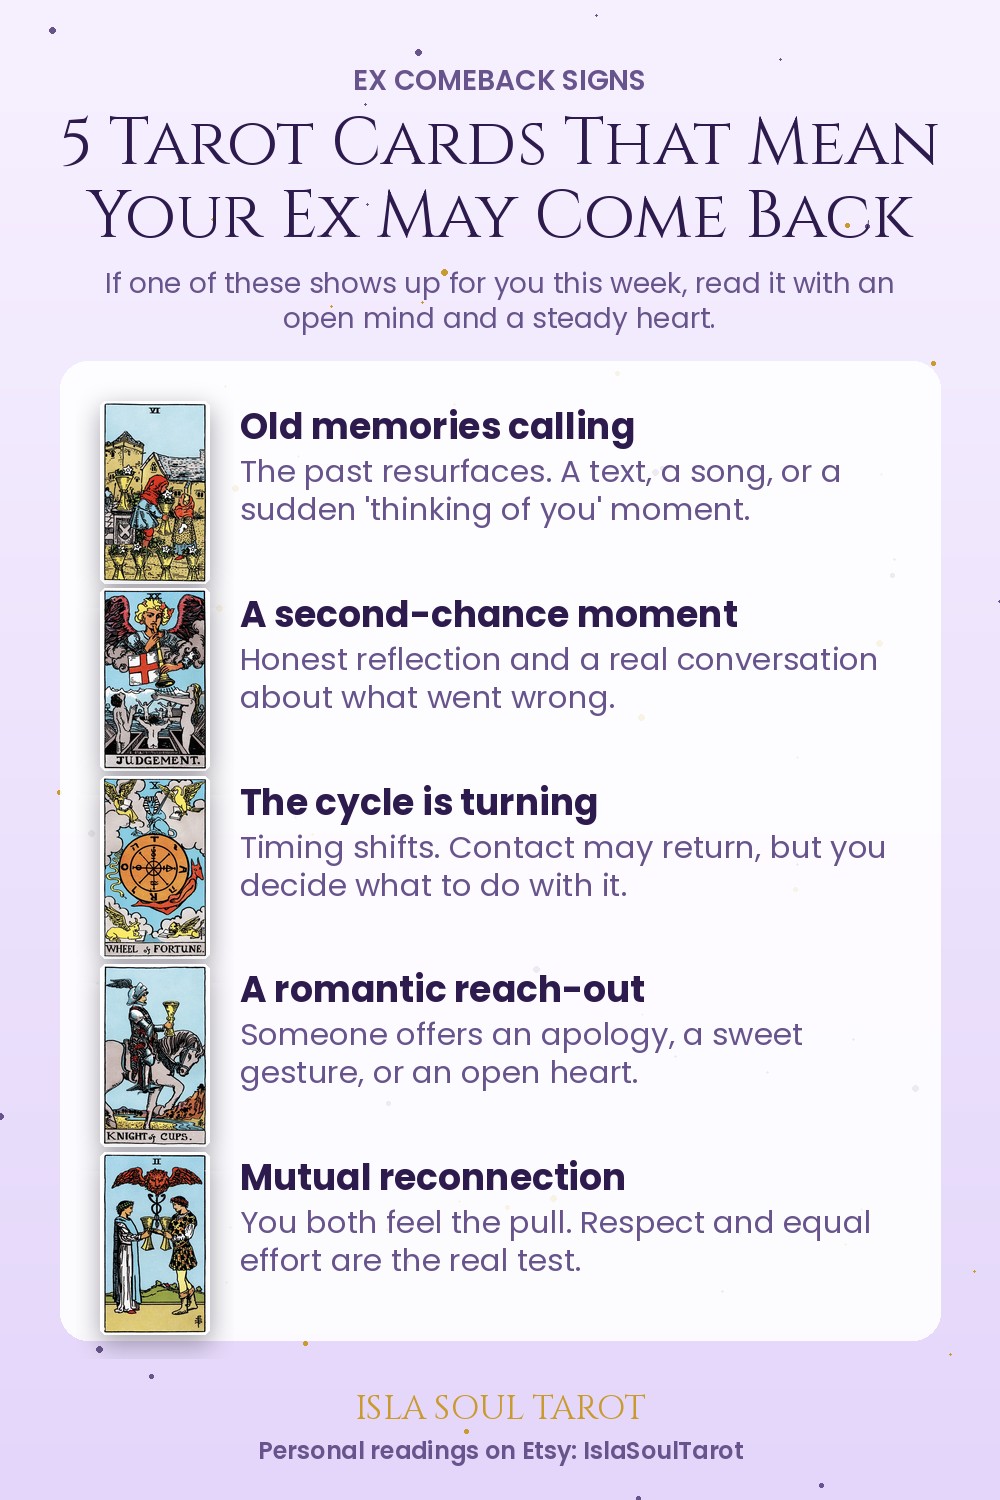 EX COMEBACK SIGNS
5 Tarot Cards That Mean
Your Ex May Come Back
If one of these shows up for you this week, read it with an
open mind and a steady heart.
VI
Old memories calling
The past resurfaces. A text, a song, or a
sudden 'thinking of you' moment.
XX
JUDGEMENT.
A second-chance moment
Honest reflection and a real conversation
about what went wrong.
X
WHEEL of FORTUNE.
The cycle is turning
Timing shifts. Contact may return, but you
decide what to do with it.
KNIGHT of CUPS.
A romantic reach-out
Someone offers an apology, a sweet
gesture, or an open heart.
II
Mutual reconnection
You both feel the pull. Respect and equal
effort are the real test.
ISLA SOUL TAROT
Personal readings on Etsy: IslaSoulTarot